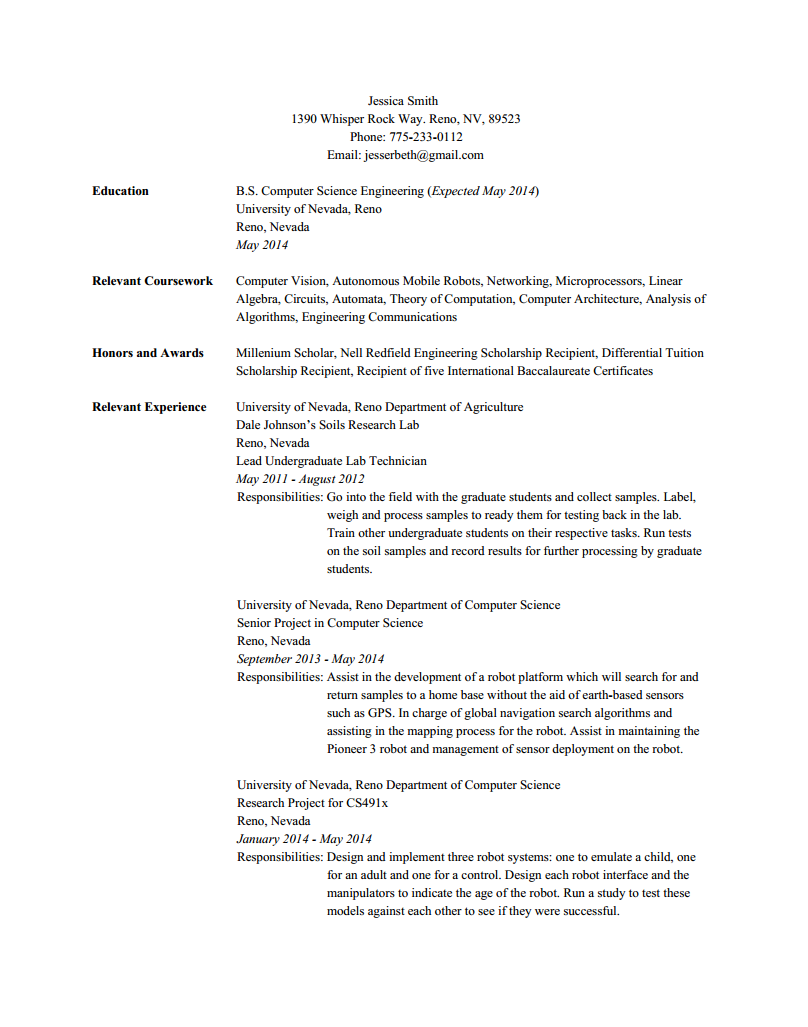 Jessica Smith
1390 Whisper Rock Way. Reno, NV, 89523
Phone: 775-233-0112
Email: jesserbeth@gmail.com
Education B.S. Computer Science Engineering (Expected May 2014)
University of Nevada, Reno
Reno, Nevada
May 2014
Relevant Coursework Computer Vision, Autonomous Mobile Robots, Networking, Microprocessors, Linear
Algebra, Circuits, Automata, Theory of Computation, Computer Architecture, Analysis of
Algorithms, Engineering Communications
Honors and Awards Millenium Scholar, Nell Redfield Engineering Scholarship Recipient, Differential Tuition
Scholarship Recipient, Recipient of five International Baccalaureate Certificates
Relevant Experience University of Nevada, Reno Department of Agriculture
Dale Johnson's Soils Research Lab
Reno, Nevada
Lead Undergraduate Lab Technician
May 2011 - August 2012
Responsibilities: Go into the field with the graduate students and collect samples. Label,
weigh and process samples to ready them for testing back in the lab.
Train other undergraduate students on their respective tasks. Run tests
on the soil samples and record results for further processing by graduate
students.
University of Nevada, Reno Department of Computer Science
Senior Project in Computer Science
Reno, Nevada
September 2013 - May 2014
Responsibilities: Assist in the development of a robot platform which will search for and
return samples to a home base without the aid of earth-based sensors
such as GPS. In charge of global navigation search algorithms and
assisting in the mapping process for the robot. Assist in maintaining the
Pioneer 3 robot and management of sensor deployment on the robot.
University of Nevada, Reno Department of Computer Science
Research Project for CS491x
Reno, Nevada
January 2014 - May 2014
Responsibilities: Design and implement three robot systems: one to emulate a child, one
for an adult and one for a control. Design each robot interface and the
manipulators to indicate the age of the robot. Run a study to test these
models against each other to see if they were successful.